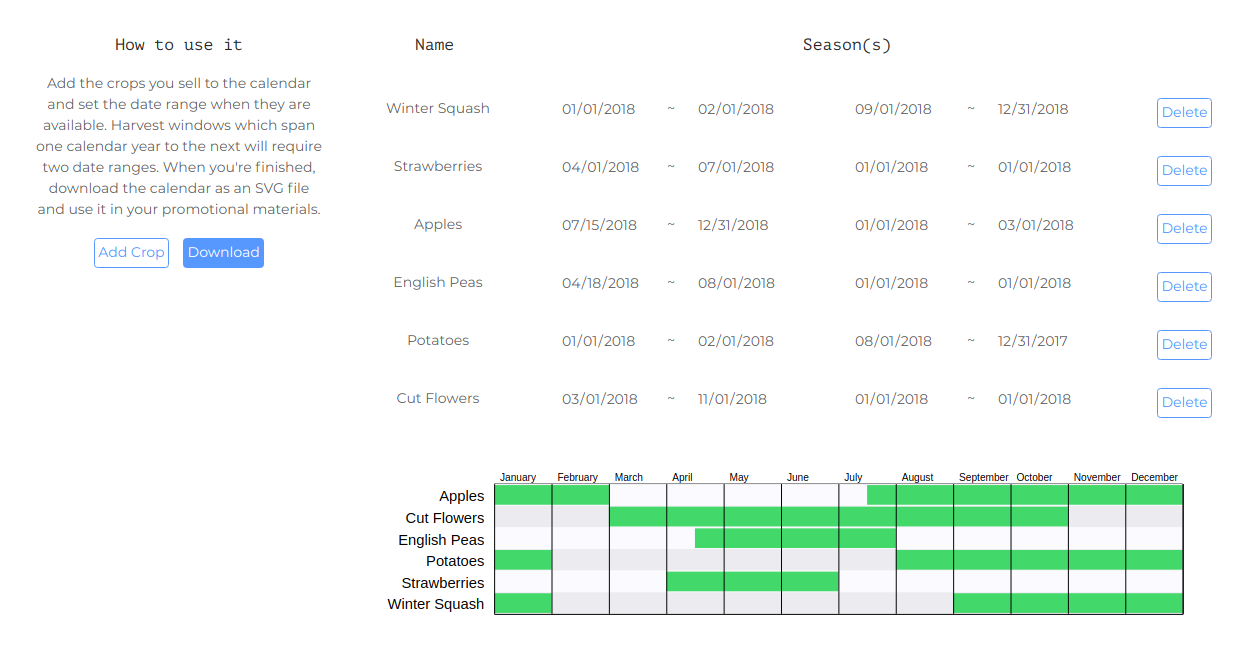 How to use it
Add the crops you sell to the calendar
and set the date range when they are
available. Harvest windows which span
one calendar year to the next will require
two date ranges. When you're finished,
download the calendar as an SVG file
and use it in your promotional materials.
Add Crop Download
Name Season(s)
Winter Squash 01/01/2018 ~ 02/01/2018 09/01/2018 ~ 12/31/2018 Delete
Strawberries 04/01/2018 ~ 07/01/2018 01/01/2018 ~ 01/01/2018 Delete
Apples 07/15/2018 ~ 12/31/2018 01/01/2018 ~ 03/01/2018 Delete
English Peas 04/18/2018 ~ 08/01/2018 01/01/2018 ~ 01/01/2018 Delete
Potatoes 01/01/2018 ~ 02/01/2018 08/01/2018 ~ 12/31/2017 Delete
Cut Flowers 03/01/2018 ~ 11/01/2018 01/01/2018 ~ 01/01/2018 Delete
January February March April May June July August September October November December
Apples
Cut Flowers
English Peas
Potatoes
Strawberries
Winter Squash